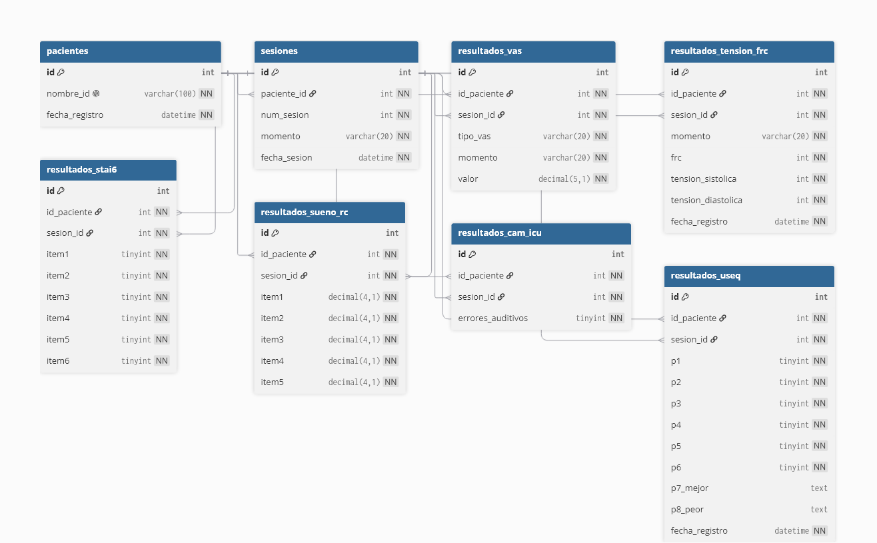 pacientes
id int
nombre_id varchar(100) NN
fecha_registro datetime NN
sesiones
id int
paciente_id int NN
num_sesion int NN
momento varchar(20) NN
fecha_sesion datetime NN
resultados_vas
id int
id_paciente int NN
sesion_id int NN
tipo_vas varchar(20) NN
momento varchar(20) NN
valor decimal(5,1) NN
resultados_tension_frc
id int
id_paciente int NN
sesion_id int NN
momento varchar(20) NN
frc int NN
tension_sistolica int NN
tension_diastolica int NN
fecha_registro datetime NN
resultados_stai6
id int
id_paciente int NN
sesion_id int NN
item1 tinyint NN
item2 tinyint NN
item3 tinyint NN
item4 tinyint NN
item5 tinyint NN
item6 tinyint NN
resultados_sueno_rc
id int
id_paciente int NN
sesion_id int NN
item1 decimal(4,1) NN
item2 decimal(4,1) NN
item3 decimal(4,1) NN
item4 decimal(4,1) NN
item5 decimal(4,1) NN
resultados_cam_icu
id int
id_paciente int NN
sesion_id int NN
errores_auditivos tinyint NN
resultados_useq
id int
id_paciente int NN
sesion_id int NN
p1 tinyint NN
p2 tinyint NN
p3 tinyint NN
p4 tinyint NN
p5 tinyint NN
p6 tinyint NN
p7_mejor text
p8_peor text
fecha_registro datetime NN